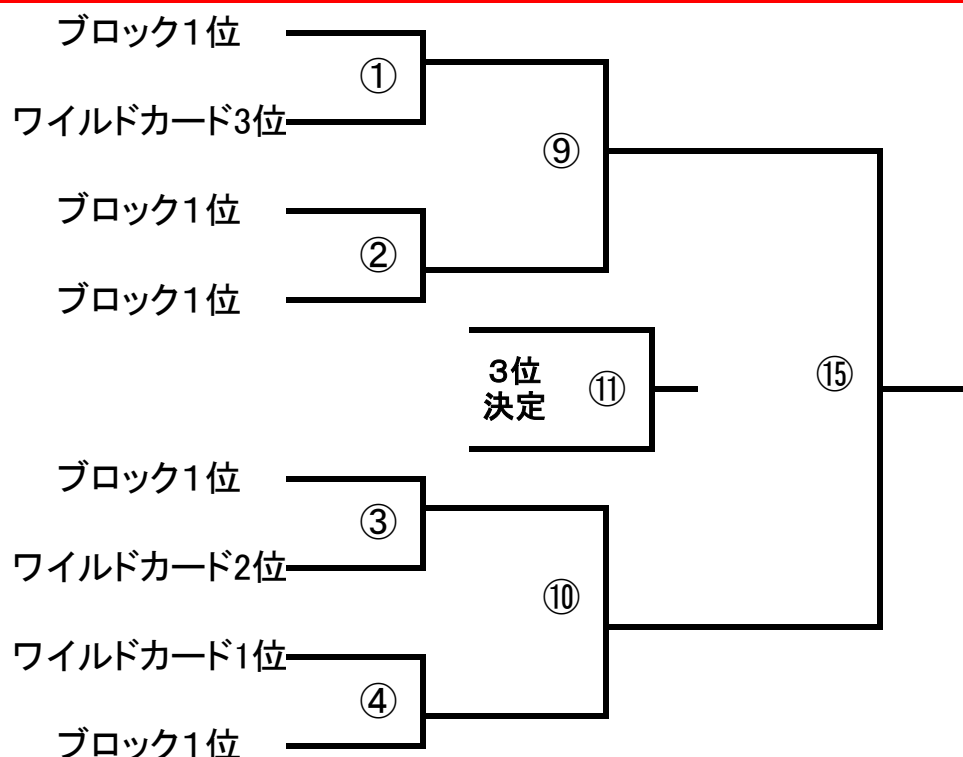 ブロック１位
①
ワイルドカード3位
⑨
ブロック１位
②
ブロック１位
３位
決定
⑪
⑮
ブロック１位
③
ワイルドカード2位
⑩
ワイルドカード1位
④
ブロック１位